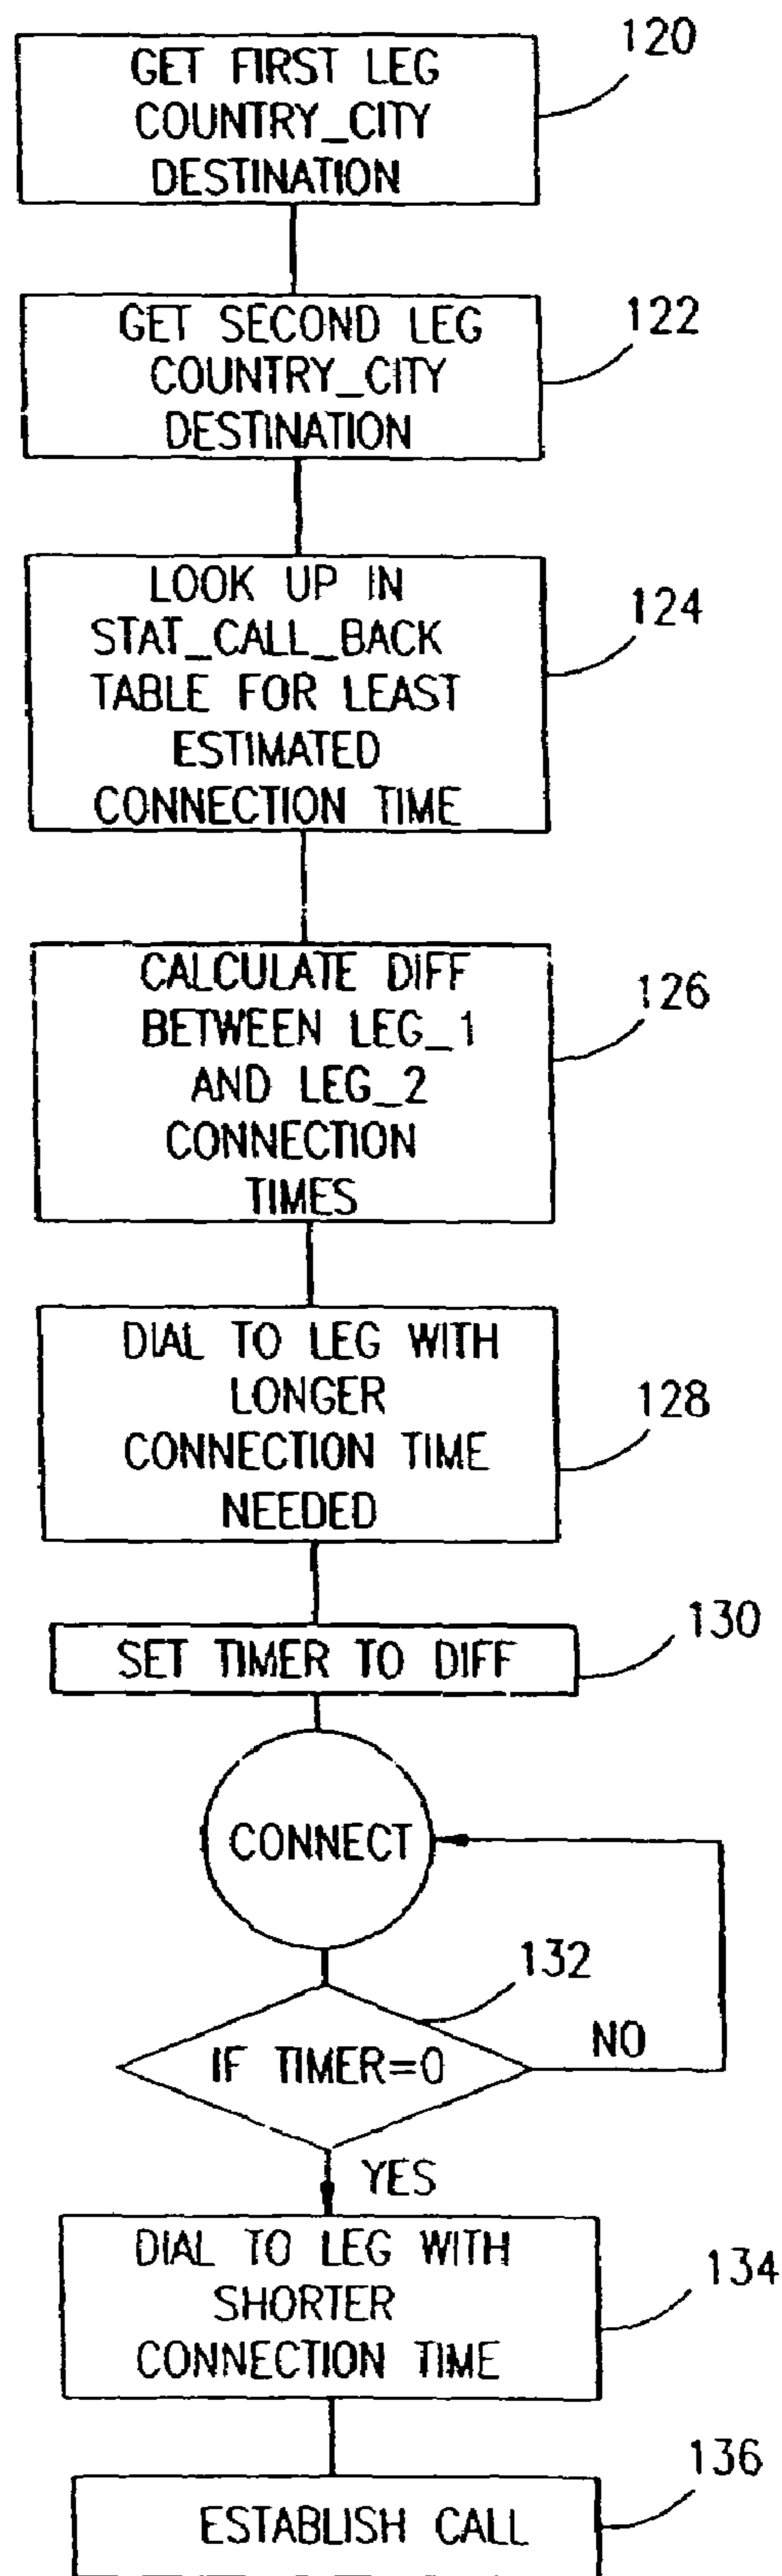 120
GET FIRST LEG
COUNTRY_CITY
DESTINATION
122
GET SECOND LEG
COUNTRY_CITY
DESTINATION
124
LOOK UP IN
STAT_CALL_BACK
TABLE FOR LEAST
ESTIMATED
CONNECTION TIME
126
CALCULATE DIFF
BETWEEN LEG_1
AND LEG_2
CONNECTION
TIMES
128
DIAL TO LEG WITH
LONGER
CONNECTION TIME
NEEDED
130
SET TIMER TO DIFF
CONNECT
132
IF TIMER=0
NO
YES
134
DIAL TO LEG WITH
SHORTER
CONNECTION TIME
136
ESTABLISH CALL